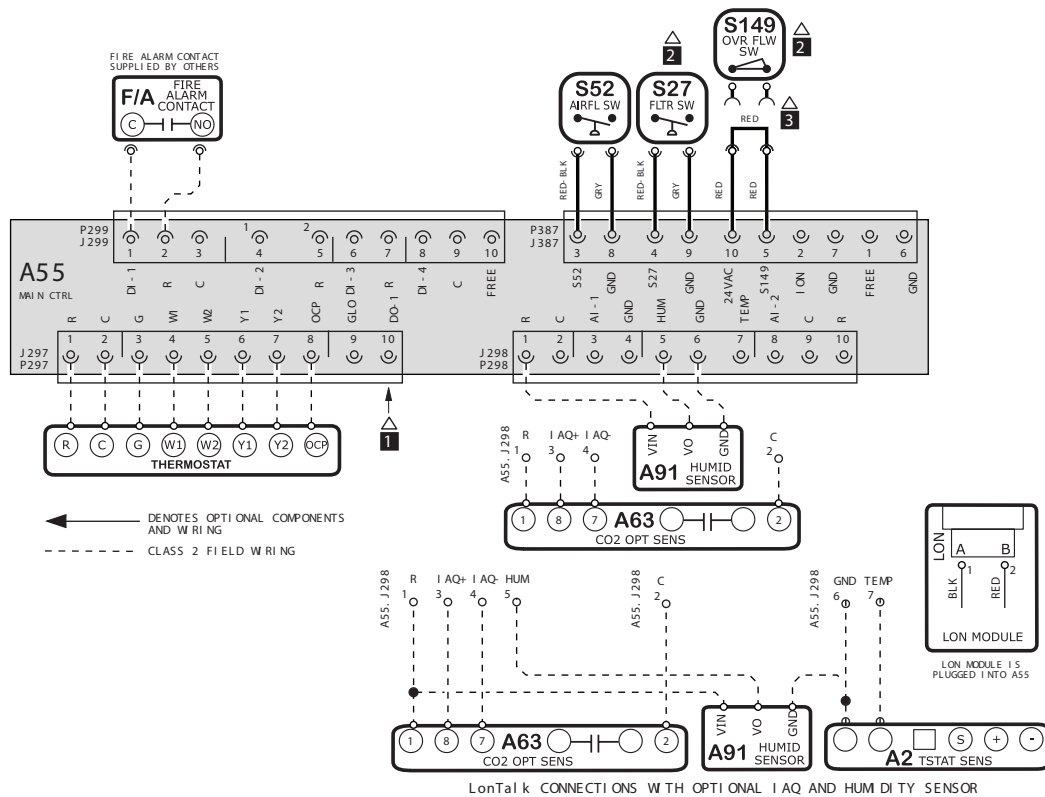 FIRE ALARM CONTACT
SUPPLIED BY OTHERS
F/A
FIRE
ALARM
CONTACT
C
NO
S149
OVR FLW
SW
2
2
S52
AIRFL SW
S27
FLTR SW
3
RED
RED-BLK
GRY
RED-BLK
GRY
RED
RED
P299
J299
1
2
3
1
4
2
5
6
7
8
9
10
P387
J387
3
8
4
9
10
5
2
7
1
6
A55
MAIN CTRL
DI-1
R
C
DI-2
R
DI-3
R
DI-4
C
FREE
S52
GND
S27
GND
24VAC
S149
ION
GND
FREE
GND
R
C
G
W1
W2
Y1
Y2
OCP
GLO
DO-1
R
C
AI-1
GND
HUM
GND
TEMP
AI-2
C
R
J297
P297
1
2
3
4
5
6
7
8
9
10
J298
P298
1
2
3
4
5
6
7
8
9
10
1
R
C
G
W1
W2
Y1
Y2
OCP
THERMOSTAT
DENOTES OPTIONAL COMPONENTS
AND WIRING
CLASS 2 FIELD WIRING
A55.J298
R
1
IAQ+
3
IAQ-
4
VIN
VO
GND
A91
HUMID
SENSOR
C
2
1
8
7
A63
2
CO2 OPT SENS
LON
A
B
1
2
BLK
RED
LON MODULE
LON MODULE IS
PLUGGED INTO A55
A55.J298
R
1
IAQ+
3
IAQ-
4
HUM
5
A55.J298
C
2
A55.J298
GND
6
TEMP
7
1
8
7
A63
2
CO2 OPT SENS
VIN
VO
GND
A91
HUMID
SENSOR
S
+
-
A2 TSTAT SENS
LonTalk CONNECTIONS WITH OPTIONAL IAQ AND HUMIDITY SENSOR